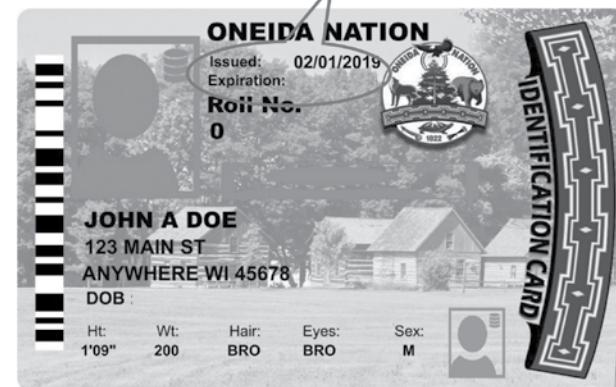 ONEIDA NATION
Issued: 02/01/2019
Expiration:
Roll No.
0
ONEIDA NATION
1822
IDENTIFICATION CARD
JOHN A DOE
123 MAIN ST
ANYWHERE WI 45678
DOB :
Ht: Wt: Hair: Eyes: Sex:
1'09" 200 BRO BRO M